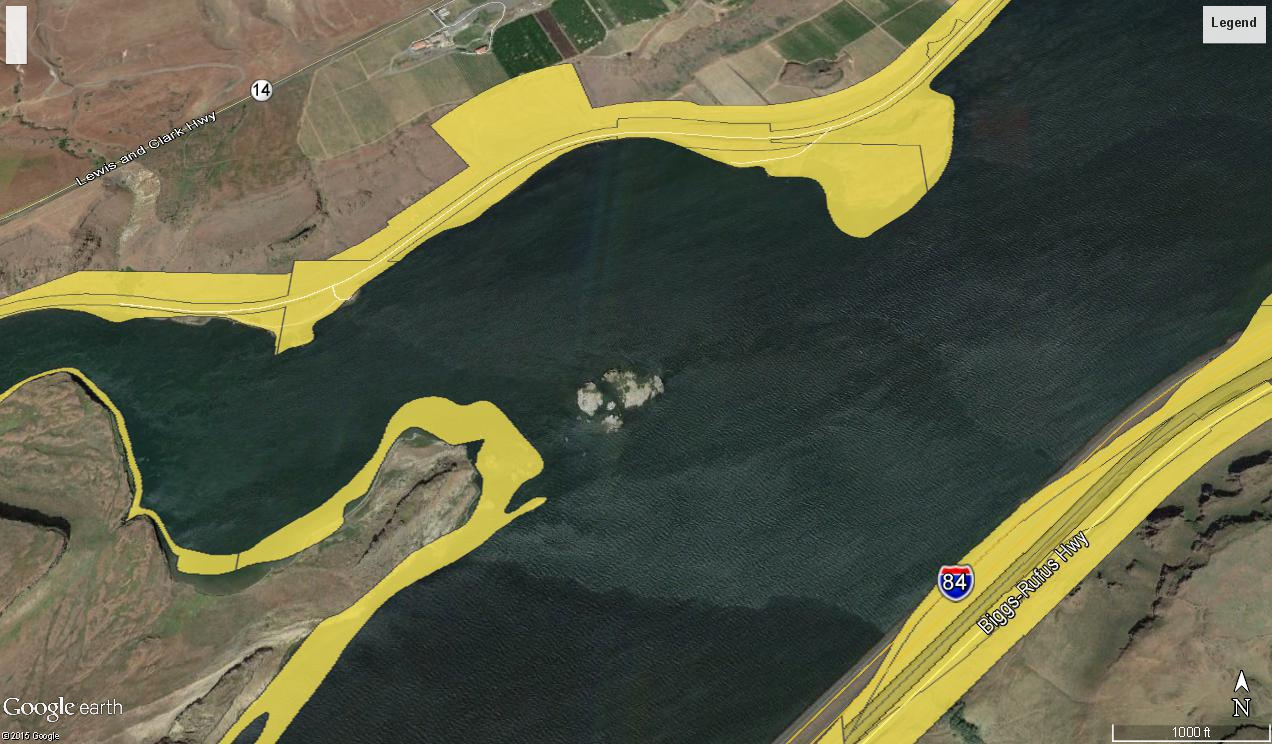 Legend
14
Lewis and Clark Hwy
84
Biggs-Rufus Hwy
N
Google earth
© 2015 Google
1000 ft